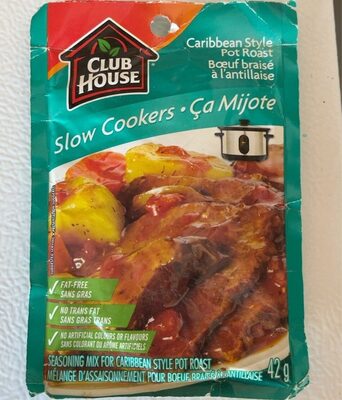 CLUB
HOUSE
Caribbean Style
Pot Roast
Bœuf braisé
à l'antillaise
Slow Cookers • Ça Mijote
FAT-FREE
SANS GRAS
NO TRANS FAT
SANS GRAS TRANS
NO ARTIFICIAL COLOURS OR FLAVOURS
SANS COLORANT OU ARÔME ARTIFICIELS
SEASONING MIX FOR CARIBBEAN STYLE POT ROAST
MÉLANGE D'ASSAISONNEMENT POUR BŒUF BRAISÉ À L'ANTILLAISE
42 g